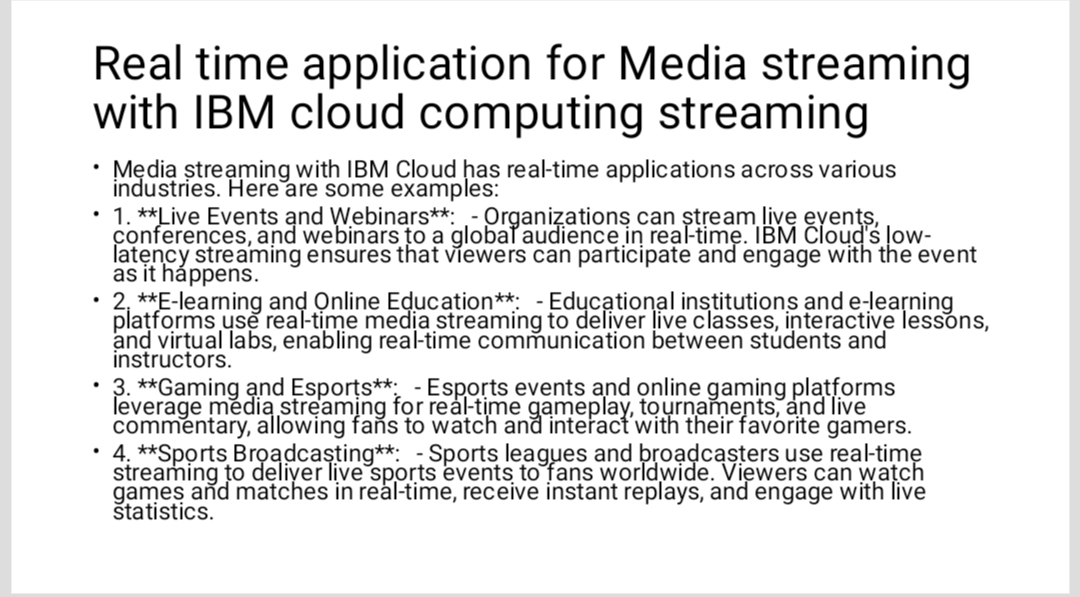 Real time application for Media streaming
with IBM cloud computing streaming
• Media streaming with IBM Cloud has real-time applications across various
industries. Here are some examples:
• 1. **Live Events and Webinars**:   - Organizations can stream live events,
conferences, and webinars to a global audience in real-time. IBM Cloud's low-
latency streaming ensures that viewers can participate and engage with the event
as it happens.
• 2. **E-learning and Online Education**:   - Educational institutions and e-learning
platforms use real-time media streaming to deliver live classes, interactive lessons,
and virtual labs, enabling real-time communication between students and
instructors.
• 3. **Gaming and Esports**:   - Esports events and online gaming platforms
leverage media streaming for real-time gameplay, tournaments, and live
commentary, allowing fans to watch and interact with their favorite gamers.
• 4. **Sports Broadcasting**:   - Sports leagues and broadcasters use real-time
streaming to deliver live sports events to fans worldwide. Viewers can watch
games and matches in real-time, receive instant replays, and engage with live
statistics.